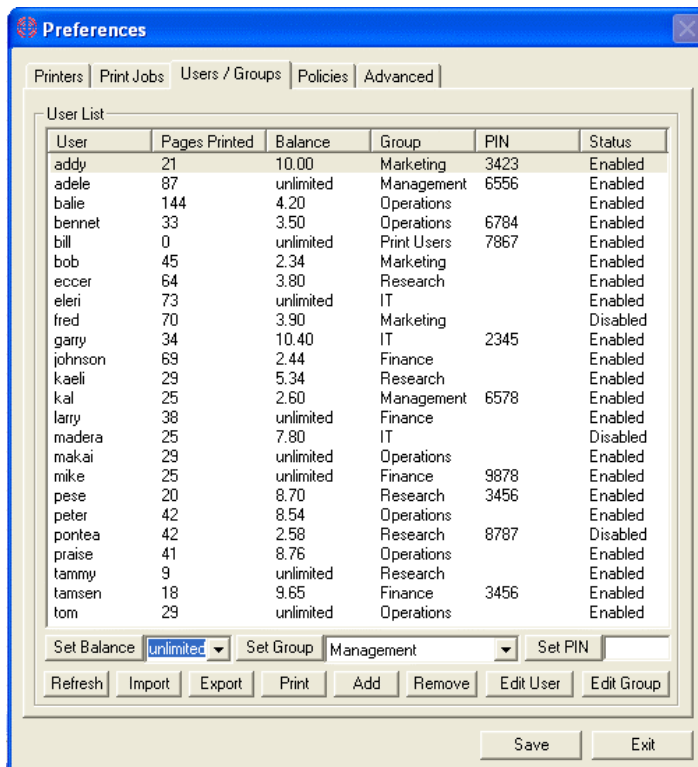 Preferences
Printers Print Jobs Users / Groups Policies Advanced
User List
User Pages Printed Balance Group PIN Status
addy 21 10.00 Marketing 3423 Enabled
adele 87 unlimited Management 6556 Enabled
balie 144 4.20 Operations Enabled
bennet 33 3.50 Operations 6784 Enabled
bill 0 unlimited Print Users 7867 Enabled
bob 45 2.34 Marketing Enabled
eccer 64 3.80 Research Enabled
eleri 73 unlimited IT Enabled
fred 70 3.90 Marketing Disabled
garry 34 10.40 IT 2345 Enabled
johnson 69 2.44 Finance Enabled
kaeli 29 5.34 Research Enabled
kal 25 2.60 Management 6578 Enabled
larry 38 unlimited Finance Enabled
madera 25 7.80 IT Disabled
makai 29 unlimited Operations Enabled
mike 25 unlimited Finance 9878 Enabled
pese 20 8.70 Research 3456 Enabled
peter 42 8.54 Operations Enabled
pontea 42 2.58 Research 8787 Disabled
praise 41 8.76 Operations Enabled
tammy 9 unlimited Research Enabled
tamsen 18 9.65 Finance 3456 Enabled
tom 29 unlimited Operations Enabled
Set Balance unlimited Set Group Management Set PIN
Refresh Import Export Print Add Remove Edit User Edit Group
Save Exit